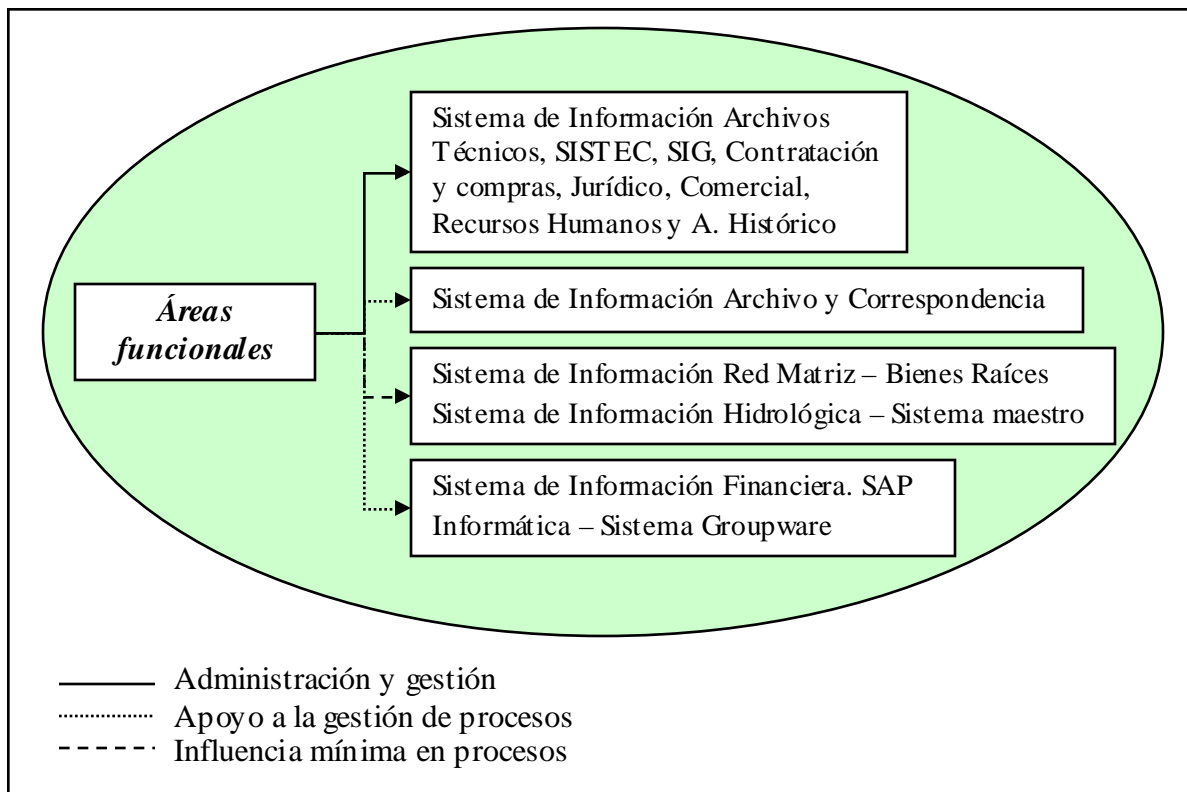 Sistema de Información Archivos
Técnicos, SISTEC, SIG, Contratación
y compras, Jurídico, Comercial,
Recursos Humanos y A. Histórico
Áreas
funcionales
Sistema de Información Archivo y Correspondencia
Sistema de Información Red Matriz – Bienes Raíces
Sistema de Información Hidrológica – Sistema maestro
Sistema de Información Financiera. SAP
Informática – Sistema Groupware
Administración y gestión
Apoyo a la gestión de procesos
Influencia mínima en procesos